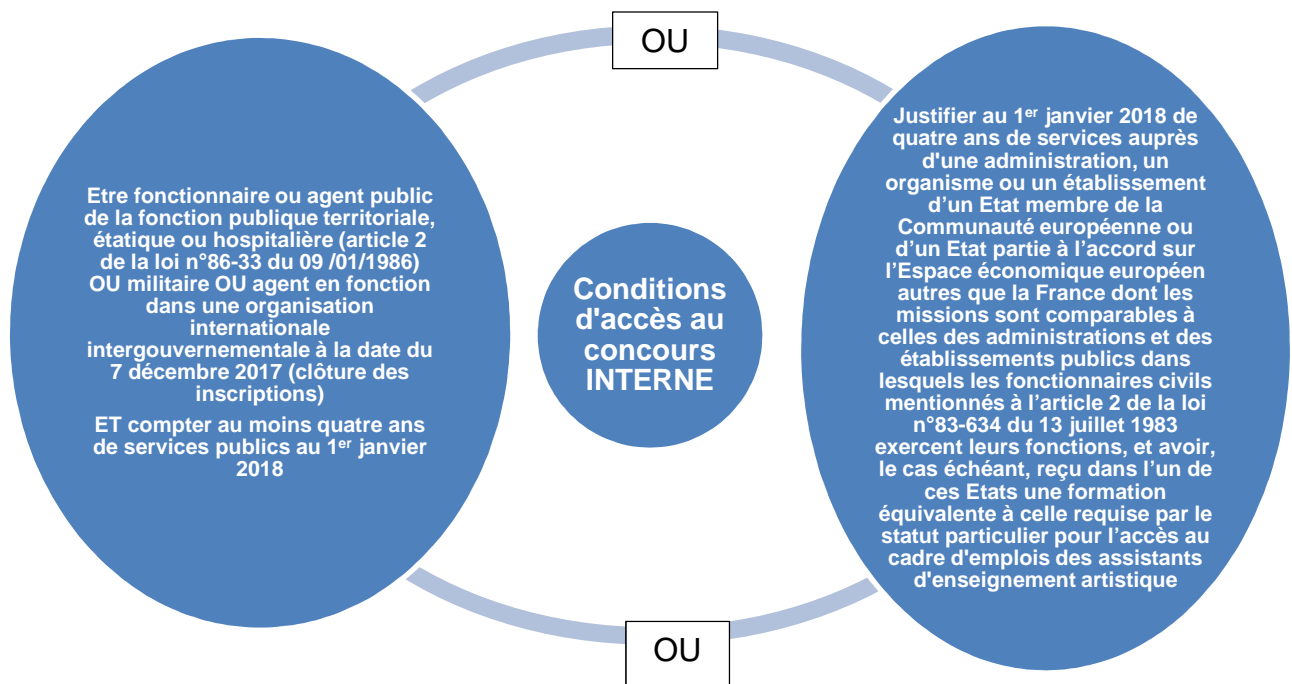 OU
Etre fonctionnaire ou agent public
de la fonction publique territoriale,
étatique ou hospitalière (article 2
de la loi n°86-33 du 09 /01/1986)
OU militaire OU agent en fonction
dans une organisation
internationale
intergouvernementale à la date du
7 décembre 2017 (clôture des
inscriptions)
ET compter au moins quatre ans
de services publics au 1er janvier
2018
Conditions
d'accès au
concours
INTERNE
Justifier au 1er janvier 2018 de
quatre ans de services auprès
d'une administration, un
organisme ou un établissement
d’un Etat membre de la
Communauté européenne ou
d’un Etat partie à l’accord sur
l’Espace économique européen
autres que la France dont les
missions sont comparables à
celles des administrations et des
établissements publics dans
lesquels les fonctionnaires civils
mentionnés à l’article 2 de la loi
n°83-634 du 13 juillet 1983
exercent leurs fonctions, et avoir,
le cas échéant, reçu dans l’un de
ces Etats une formation
équivalente à celle requise par le
statut particulier pour l’accès au
cadre d'emplois des assistants
d'enseignement artistique
OU